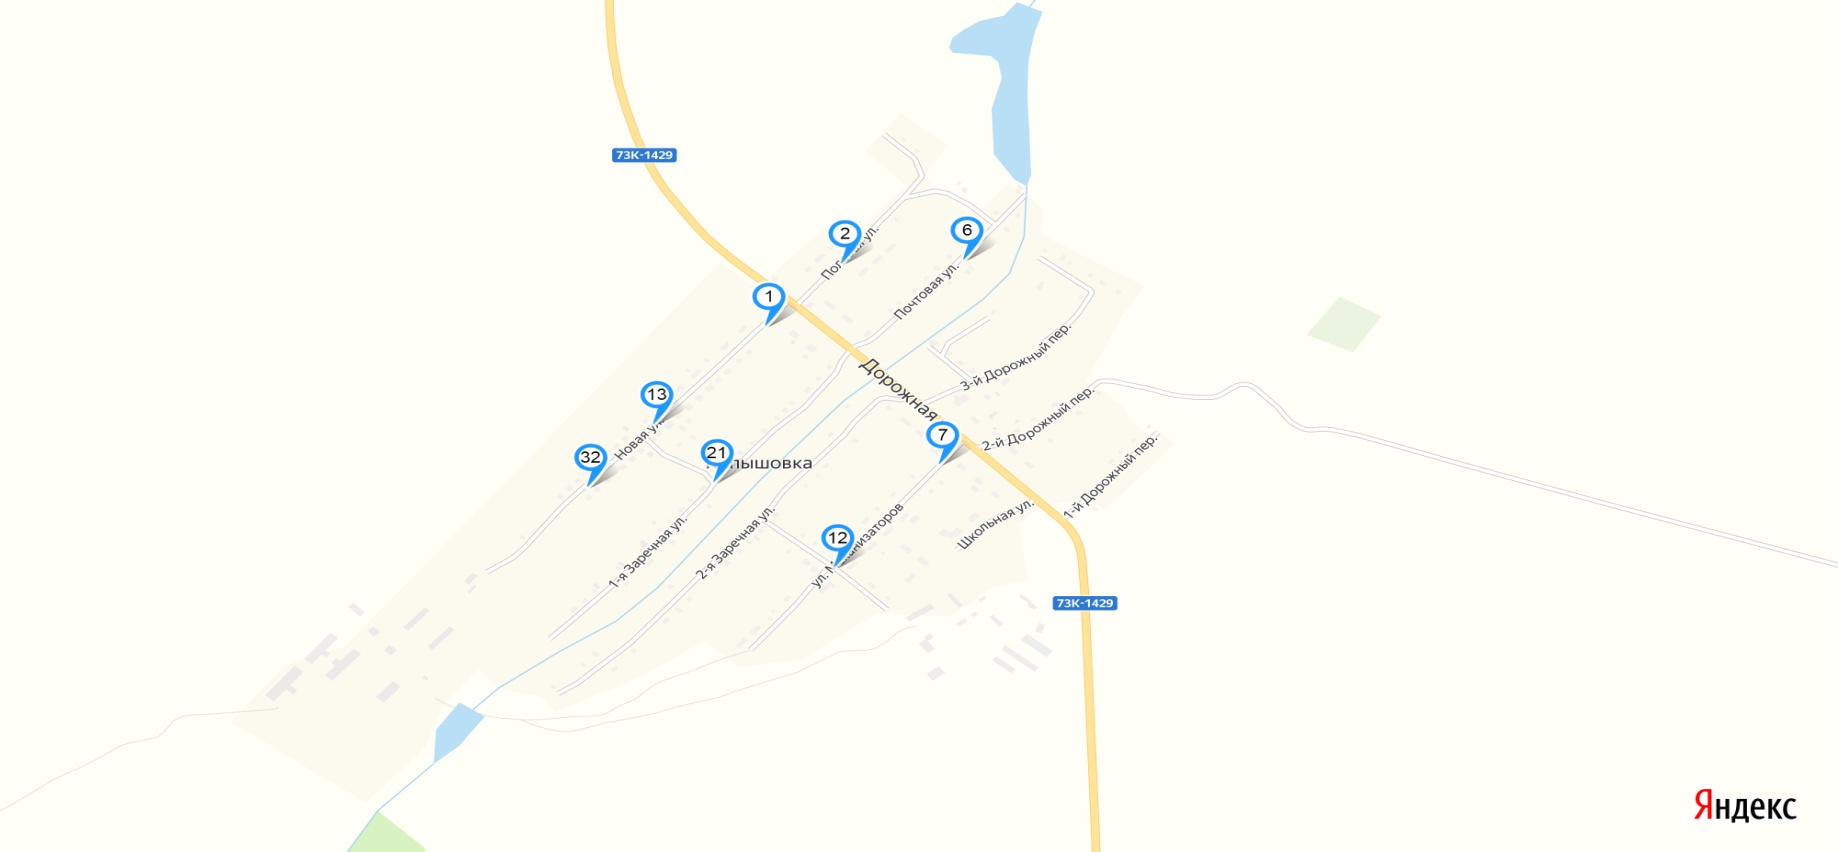 73К-1429
2
6
Почтовая ул.
1
Дорожная
3-й Дорожный пер.
13
Новая ул.
2-й Дорожный пер.
7
32
21
1-й Дорожный пер.
Школьная ул.
12
1-я Заречная ул.
2-я Заречная ул.
73К-1429
Яндекс